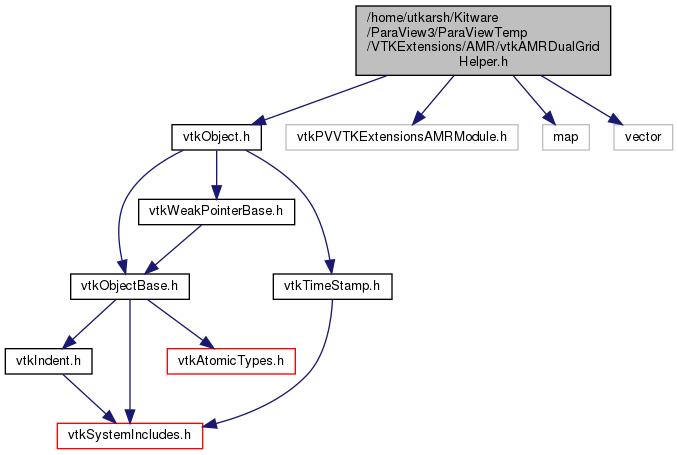 /home/utkarsh/Kitware
/ParaView3/ParaViewTemp
/VTKExtensions/AMR/vtkAMRDualGrid
Helper.h
vtkObject.h
vtkPVVTKExtensionsAMRModule.h
map
vector
vtkWeakPointerBase.h
vtkObjectBase.h
vtkTimeStamp.h
vtkIndent.h
vtkAtomicTypes.h
vtkSystemIncludes.h